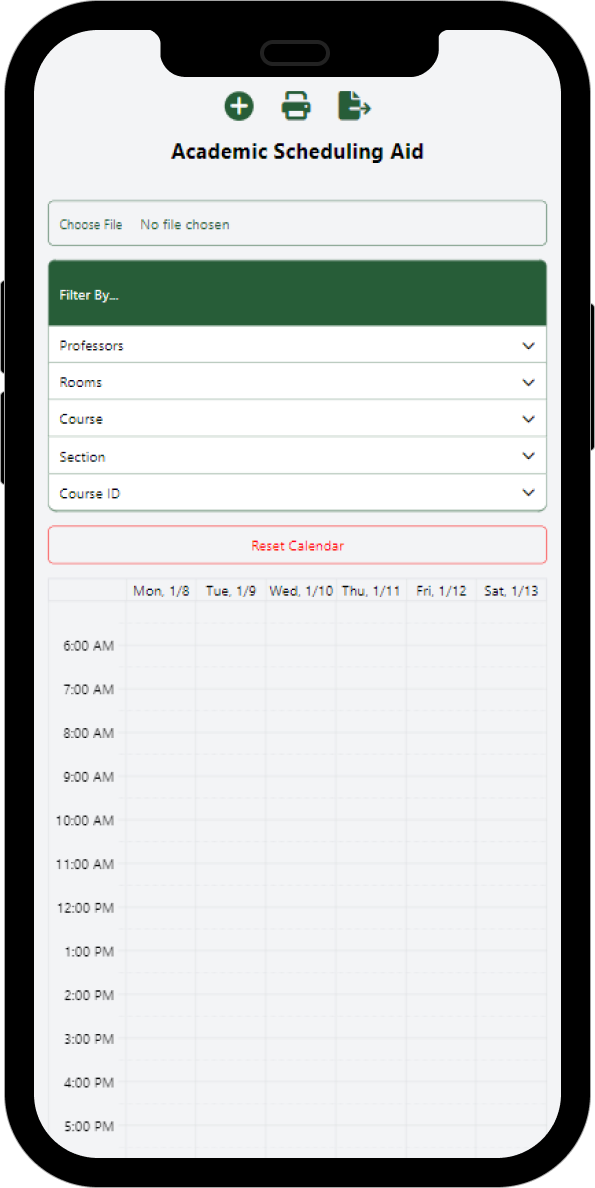 Academic Scheduling Aid
Choose File No file chosen
Filter By...
Professors
Rooms
Course
Section
Course ID
Reset Calendar
Mon, 1/8 Tue, 1/9 Wed, 1/10 Thu, 1/11 Fri, 1/12 Sat, 1/13
6:00 AM
7:00 AM
8:00 AM
9:00 AM
10:00 AM
11:00 AM
12:00 PM
1:00 PM
2:00 PM
3:00 PM
4:00 PM
5:00 PM